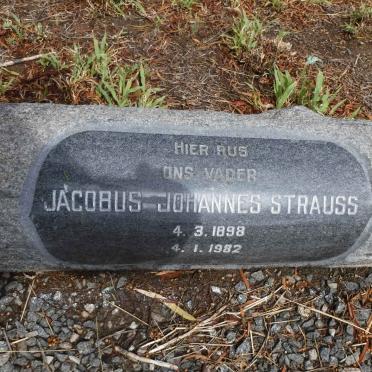 HIER RUS
ONS VADER
JACOBUS JOHANNES STRAUSS
4.3.1898
4.1.1982